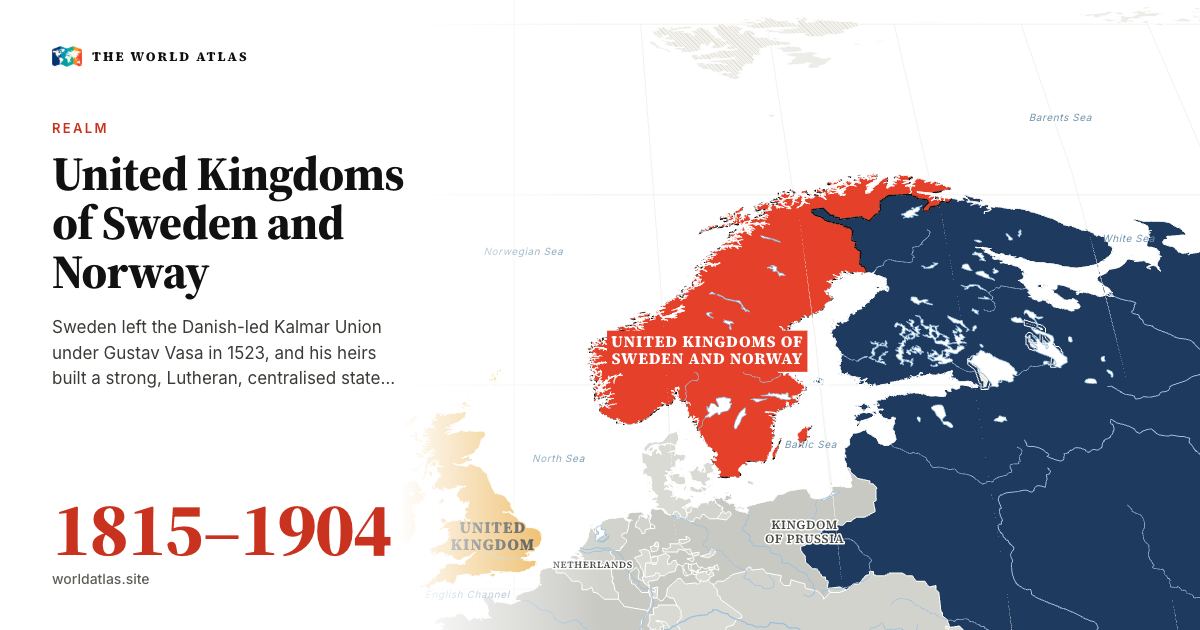 THE WORLD ATLAS
REALM
United Kingdoms
of Sweden and
Norway
Sweden left the Danish-led Kalmar Union
under Gustav Vasa in 1523, and his heirs
built a strong, Lutheran, centralised state...
1815–1904
worldatlas.site
Barents Sea
White Sea
Norwegian Sea
UNITED KINGDOMS OF
SWEDEN AND NORWAY
Baltic Sea
North Sea
UNITED
KINGDOM
KINGDOM
OF PRUSSIA
NETHERLANDS
English Channel